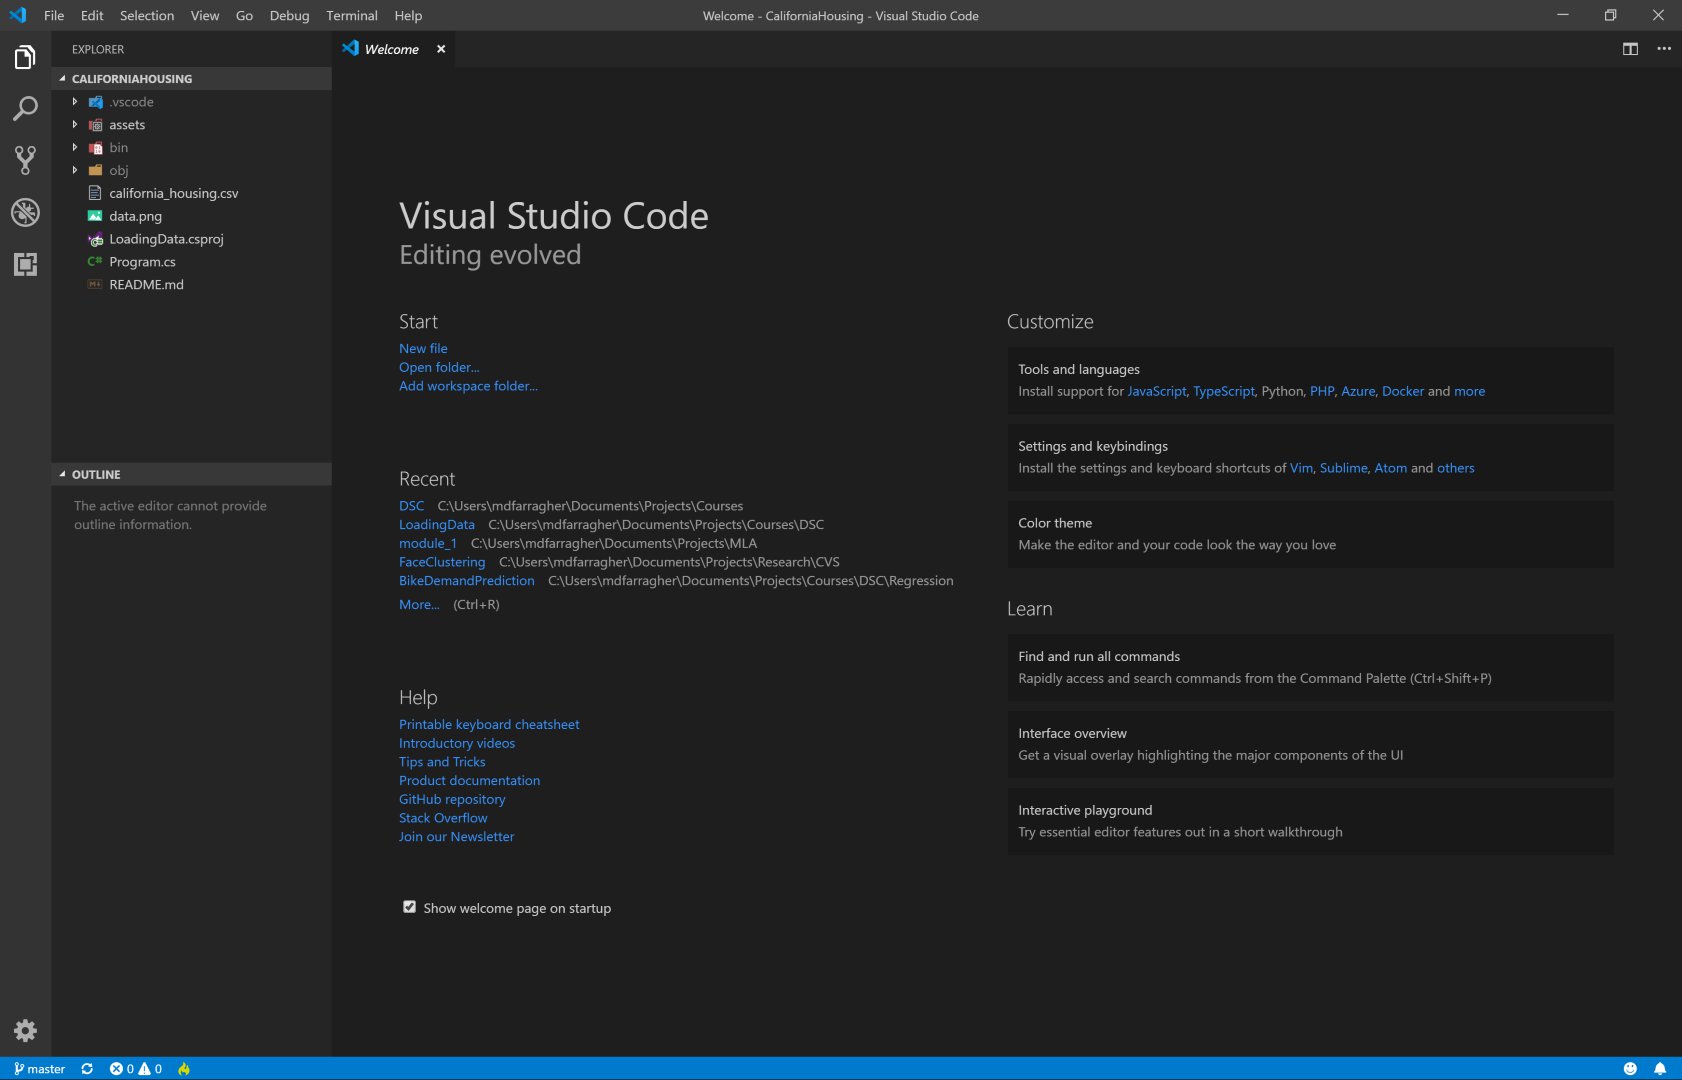 File Edit Selection View Go Debug Terminal Help
Welcome - CaliforniaHousing - Visual Studio Code
EXPLORER
Welcome
CALIFORNIAHOUSING
.vscode
assets
bin
obj
california_housing.csv
data.png
LoadingData.csproj
C# Program.cs
M↓ README.md
OUTLINE
The active editor cannot provide
outline information.
Visual Studio Code
Editing evolved
Start
New file
Open folder...
Add workspace folder...
Recent
DSC C:\Users\mdfarragher\Documents\Projects\Courses
LoadingData C:\Users\mdfarragher\Documents\Projects\Courses\DSC
module_1 C:\Users\mdfarragher\Documents\Projects\MLA
FaceClustering C:\Users\mdfarragher\Documents\Projects\Research\CVS
BikeDemandPrediction C:\Users\mdfarragher\Documents\Projects\Courses\DSC\Regression
More... (Ctrl+R)
Help
Printable keyboard cheatsheet
Introductory videos
Tips and Tricks
Product documentation
GitHub repository
Stack Overflow
Join our Newsletter
Show welcome page on startup
Customize
Tools and languages
Install support for JavaScript, TypeScript, Python, PHP, Azure, Docker and more
Settings and keybindings
Install the settings and keyboard shortcuts of Vim, Sublime, Atom and others
Color theme
Make the editor and your code look the way you love
Learn
Find and run all commands
Rapidly access and search commands from the Command Palette (Ctrl+Shift+P)
Interface overview
Get a visual overlay highlighting the major components of the UI
Interactive playground
Try essential editor features out in a short walkthrough
master 0 0